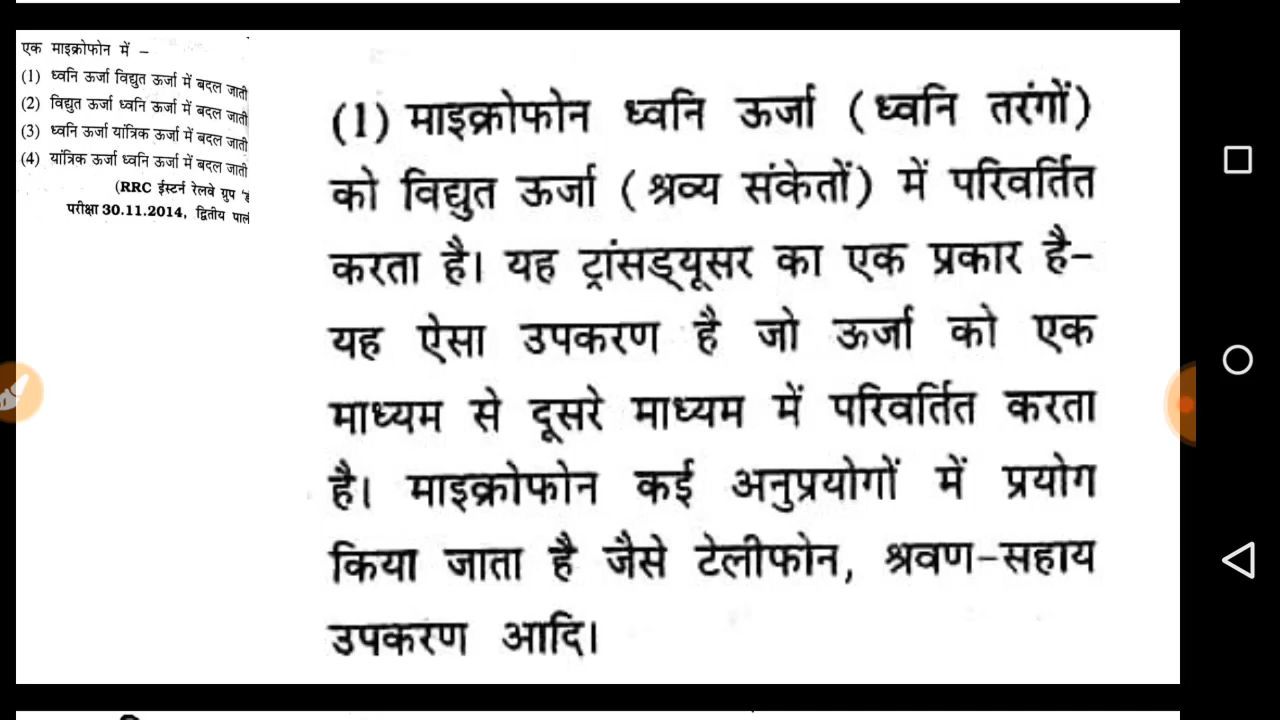 एक माइक्रोफोन में –
(1) ध्वनि ऊर्जा विद्युत ऊर्जा में बदल जाती
(2) विद्युत ऊर्जा ध्वनि ऊर्जा में बदल जाती
(3) ध्वनि ऊर्जा यांत्रिक ऊर्जा में बदल जाती
(4) यांत्रिक ऊर्जा ध्वनि ऊर्जा में बदल जाती
(RRC ईस्टर्न रेलवे ग्रुप
परीक्षा 30.11.2014, द्वितीय
(1) माइक्रोफोन ध्वनि ऊर्जा (ध्वनि तरंगों)
को विद्युत ऊर्जा (श्रव्य संकेतों) में परिवर्तित
करता है। यह ट्रांसड्यूसर का एक प्रकार है–
यह ऐसा उपकरण है जो ऊर्जा को एक
माध्यम से दूसरे माध्यम में परिवर्तित करता
है। माइक्रोफोन कई अनुप्रयोगों में प्रयोग
किया जाता है जैसे टेलीफोन, श्रवण–सहाय
उपकरण आदि।